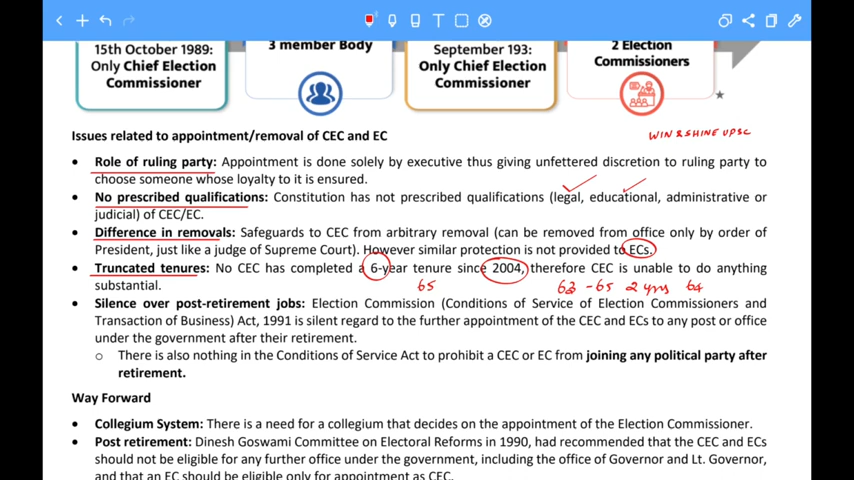 15th October 1989:
Only Chief Election
Commissioner
3 member Body
September 193:
Only Chief Election
Commissioner
2 Election
Commissioners
Issues related to appointment/removal of CEC and EC
WIN & SHINE UPSC
• Role of ruling party: Appointment is done solely by executive thus giving unfettered discretion to ruling party to
choose someone whose loyalty to it is ensured.
• No prescribed qualifications: Constitution has not prescribed qualifications (legal, educational, administrative or
judicial) of CEC/EC.
• Difference in removals: Safeguards to CEC from arbitrary removal (can be removed from office only by order of
President, just like a judge of Supreme Court). However similar protection is not provided to ECs.
• Truncated tenures: No CEC has completed a 6-year tenure since 2004, therefore CEC is unable to do anything
substantial.
65 63 -65 2 yrs 64
• Silence over post-retirement jobs: Election Commission (Conditions of Service of Election Commissioners and
Transaction of Business) Act, 1991 is silent regard to the further appointment of the CEC and ECs to any post or office
under the government after their retirement.
o There is also nothing in the Conditions of Service Act to prohibit a CEC or EC from joining any political party after
retirement.
Way Forward
• Collegium System: There is a need for a collegium that decides on the appointment of the Election Commissioner.
• Post retirement: Dinesh Goswami Committee on Electoral Reforms in 1990, had recommended that the CEC and ECs
should not be eligible for any further office under the government, including the office of Governor and Lt. Governor,
and that an EC should be eligible only for appointment as CEC.